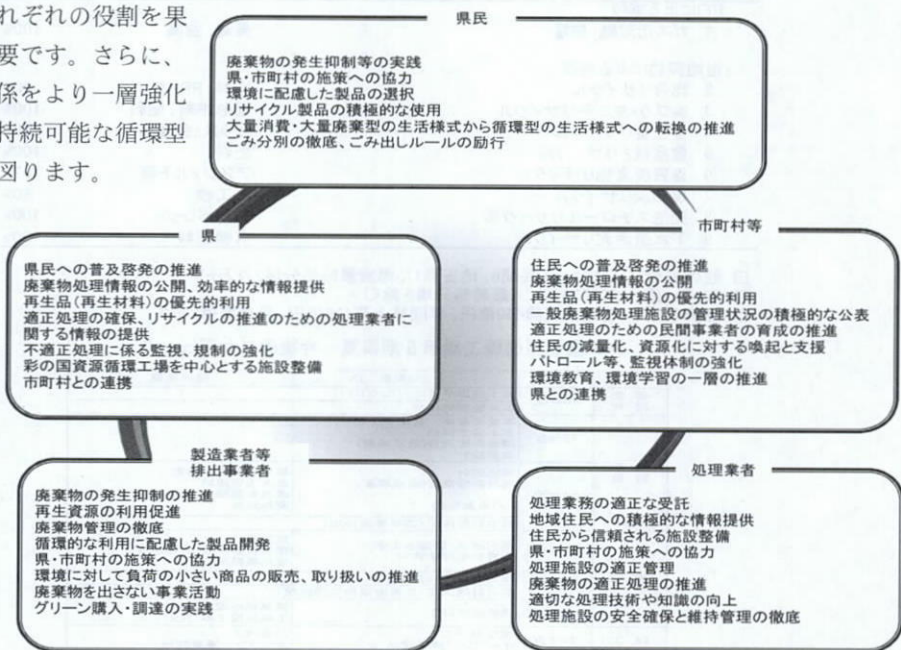 れぞれの役割を果
要です。さらに、
係をより一層強化
持続可能な循環型
図ります。
県民
廃棄物の発生抑制等の実践
県・市町村の施策への協力
環境に配慮した製品の選択
リサイクル製品の積極的な使用
大量消費・大量廃棄型の生活様式から循環型の生活様式への転換の推進
ごみ分別の徹底、ごみ出しルールの励行
県
県民への普及啓発の推進
廃棄物処理情報の公開、効率的な情報提供
再生品(再生材料)の優先的利用
適正処理の確保、リサイクルの推進のための処理業者に
関する情報の提供
不適正処理に係る監視、規制の強化
彩の国資源循環工場を中心とする施設整備
市町村との連携
市町村等
住民への普及啓発の推進
廃棄物処理情報の公開
再生品(再生材料)の優先的利用
一般廃棄物処理施設の管理状況の積極的な公表
適正処理のための民間事業者の育成の推進
住民の減量化、資源化に対する喚起と支援
パトロール等、監視体制の強化
環境教育、環境学習の一層の推進
県との連携
製造業者等
排出事業者
廃棄物の発生抑制の推進
再生資源の利用促進
廃棄物管理の徹底
循環的な利用に配慮した製品開発
県・市町村の施策への協力
環境に対して負荷の小さい商品の販売、取り扱いの推進
廃棄物を出さない事業活動
グリーン購入・調達の実践
処理業者
処理業務の適正な受託
地域住民への積極的な情報提供
住民から信頼される施設整備
県・市町村の施策への協力
処理施設の適正管理
廃棄物の適正処理の推進
適切な処理技術や知識の向上
処理施設の安全確保と維持管理の徹底